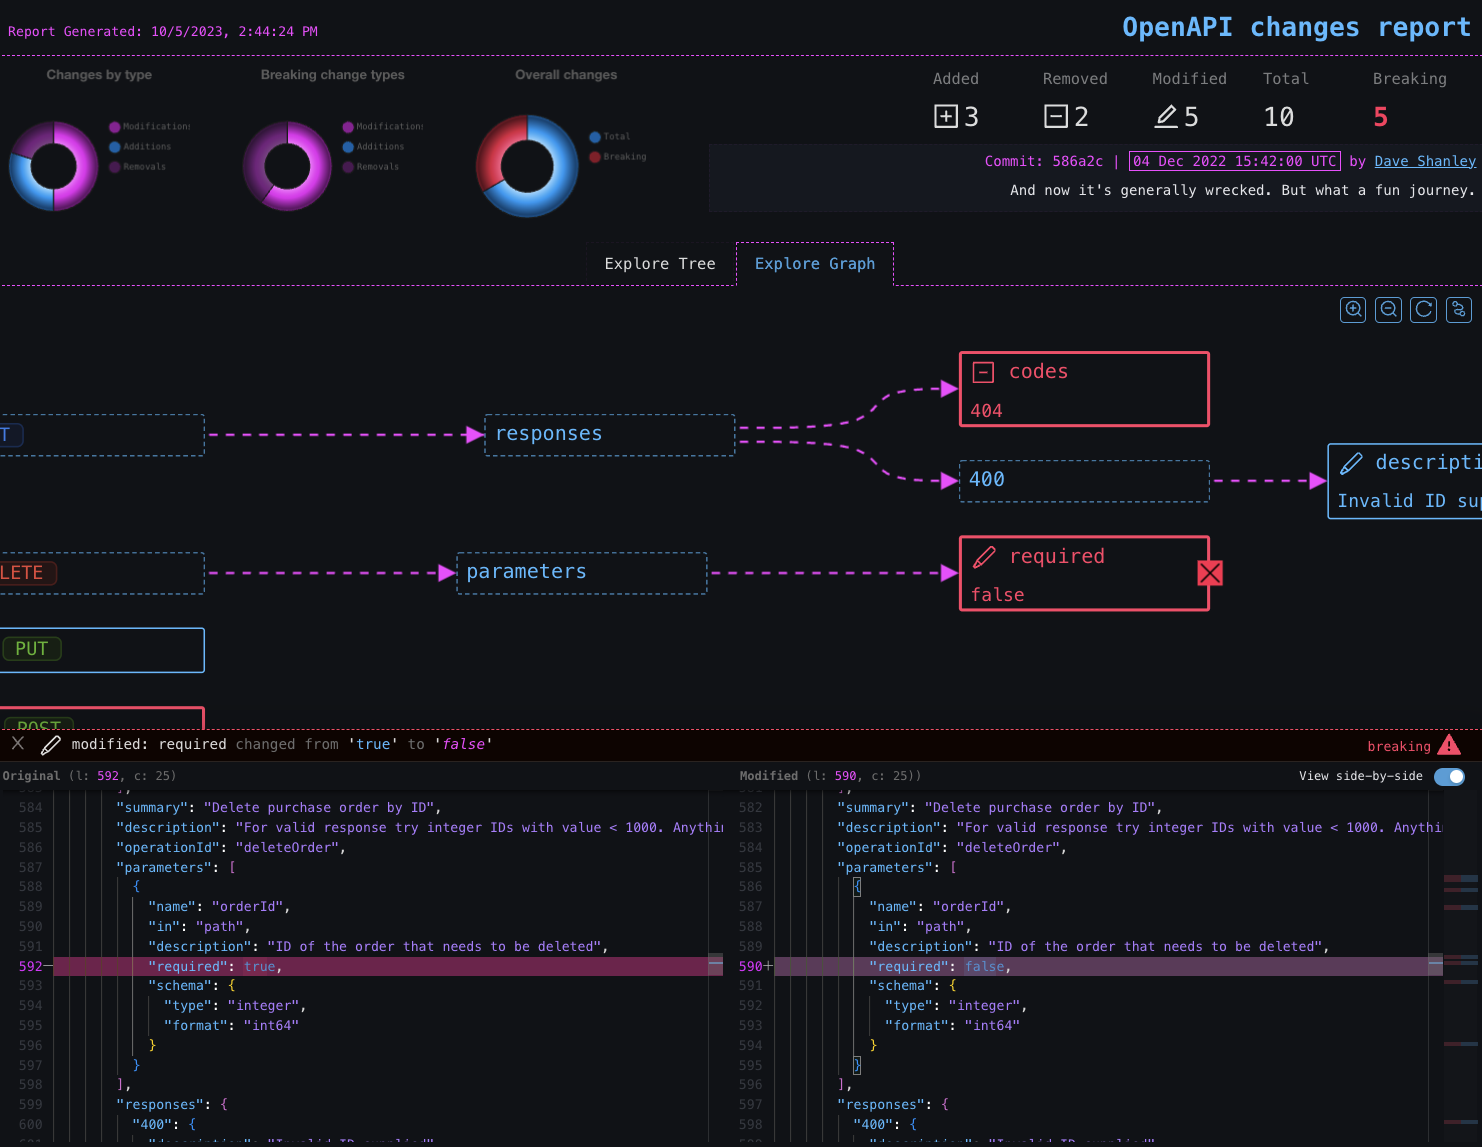 Report Generated: 10/5/2023, 2:44:24 PM
OpenAPI changes report
Changes by type
Modifications
Additions
Removals
Breaking change types
Modifications
Additions
Removals
Overall changes
Total
Breaking
Added Removed Modified Total Breaking
3 2 5 10 5
Commit: 586a2c | 04 Dec 2022 15:42:00 UTC by Dave Shanley
And now it's generally wrecked. But what a fun journey.
Explore Tree
Explore Graph
codes
404
T
responses
400
descripti
Invalid ID sup
LETE
parameters
required
false
PUT
POST
modified: required changed from 'true' to 'false'
breaking
Original (l: 592, c: 25)
584 "summary": "Delete purchase order by ID",
585 "description": "For valid response try integer IDs with value < 1000. Anythin
586 "operationId": "deleteOrder",
587 "parameters": [
588 {
589 "name": "orderId",
590 "in": "path",
591 "description": "ID of the order that needs to be deleted",
592− "required": true,
593 "schema": {
594 "type": "integer",
595 "format": "int64"
596 }
597 }
598 ],
599 "responses": {
600 "400": {
"description": "Invalid ID supplied"
Modified (l: 590, c: 25))
View side-by-side
582 "summary": "Delete purchase order by ID",
583 "description": "For valid response try integer IDs with value < 1000. Anythin
584 "operationId": "deleteOrder",
585 "parameters": [
586 {
587 "name": "orderId",
588 "in": "path",
589 "description": "ID of the order that needs to be deleted",
590+ "required": false,
591 "schema": {
592 "type": "integer",
593 "format": "int64"
594 }
595 }
596 ],
597 "responses": {
598 "400": {
"description": "Invalid ID supplied"